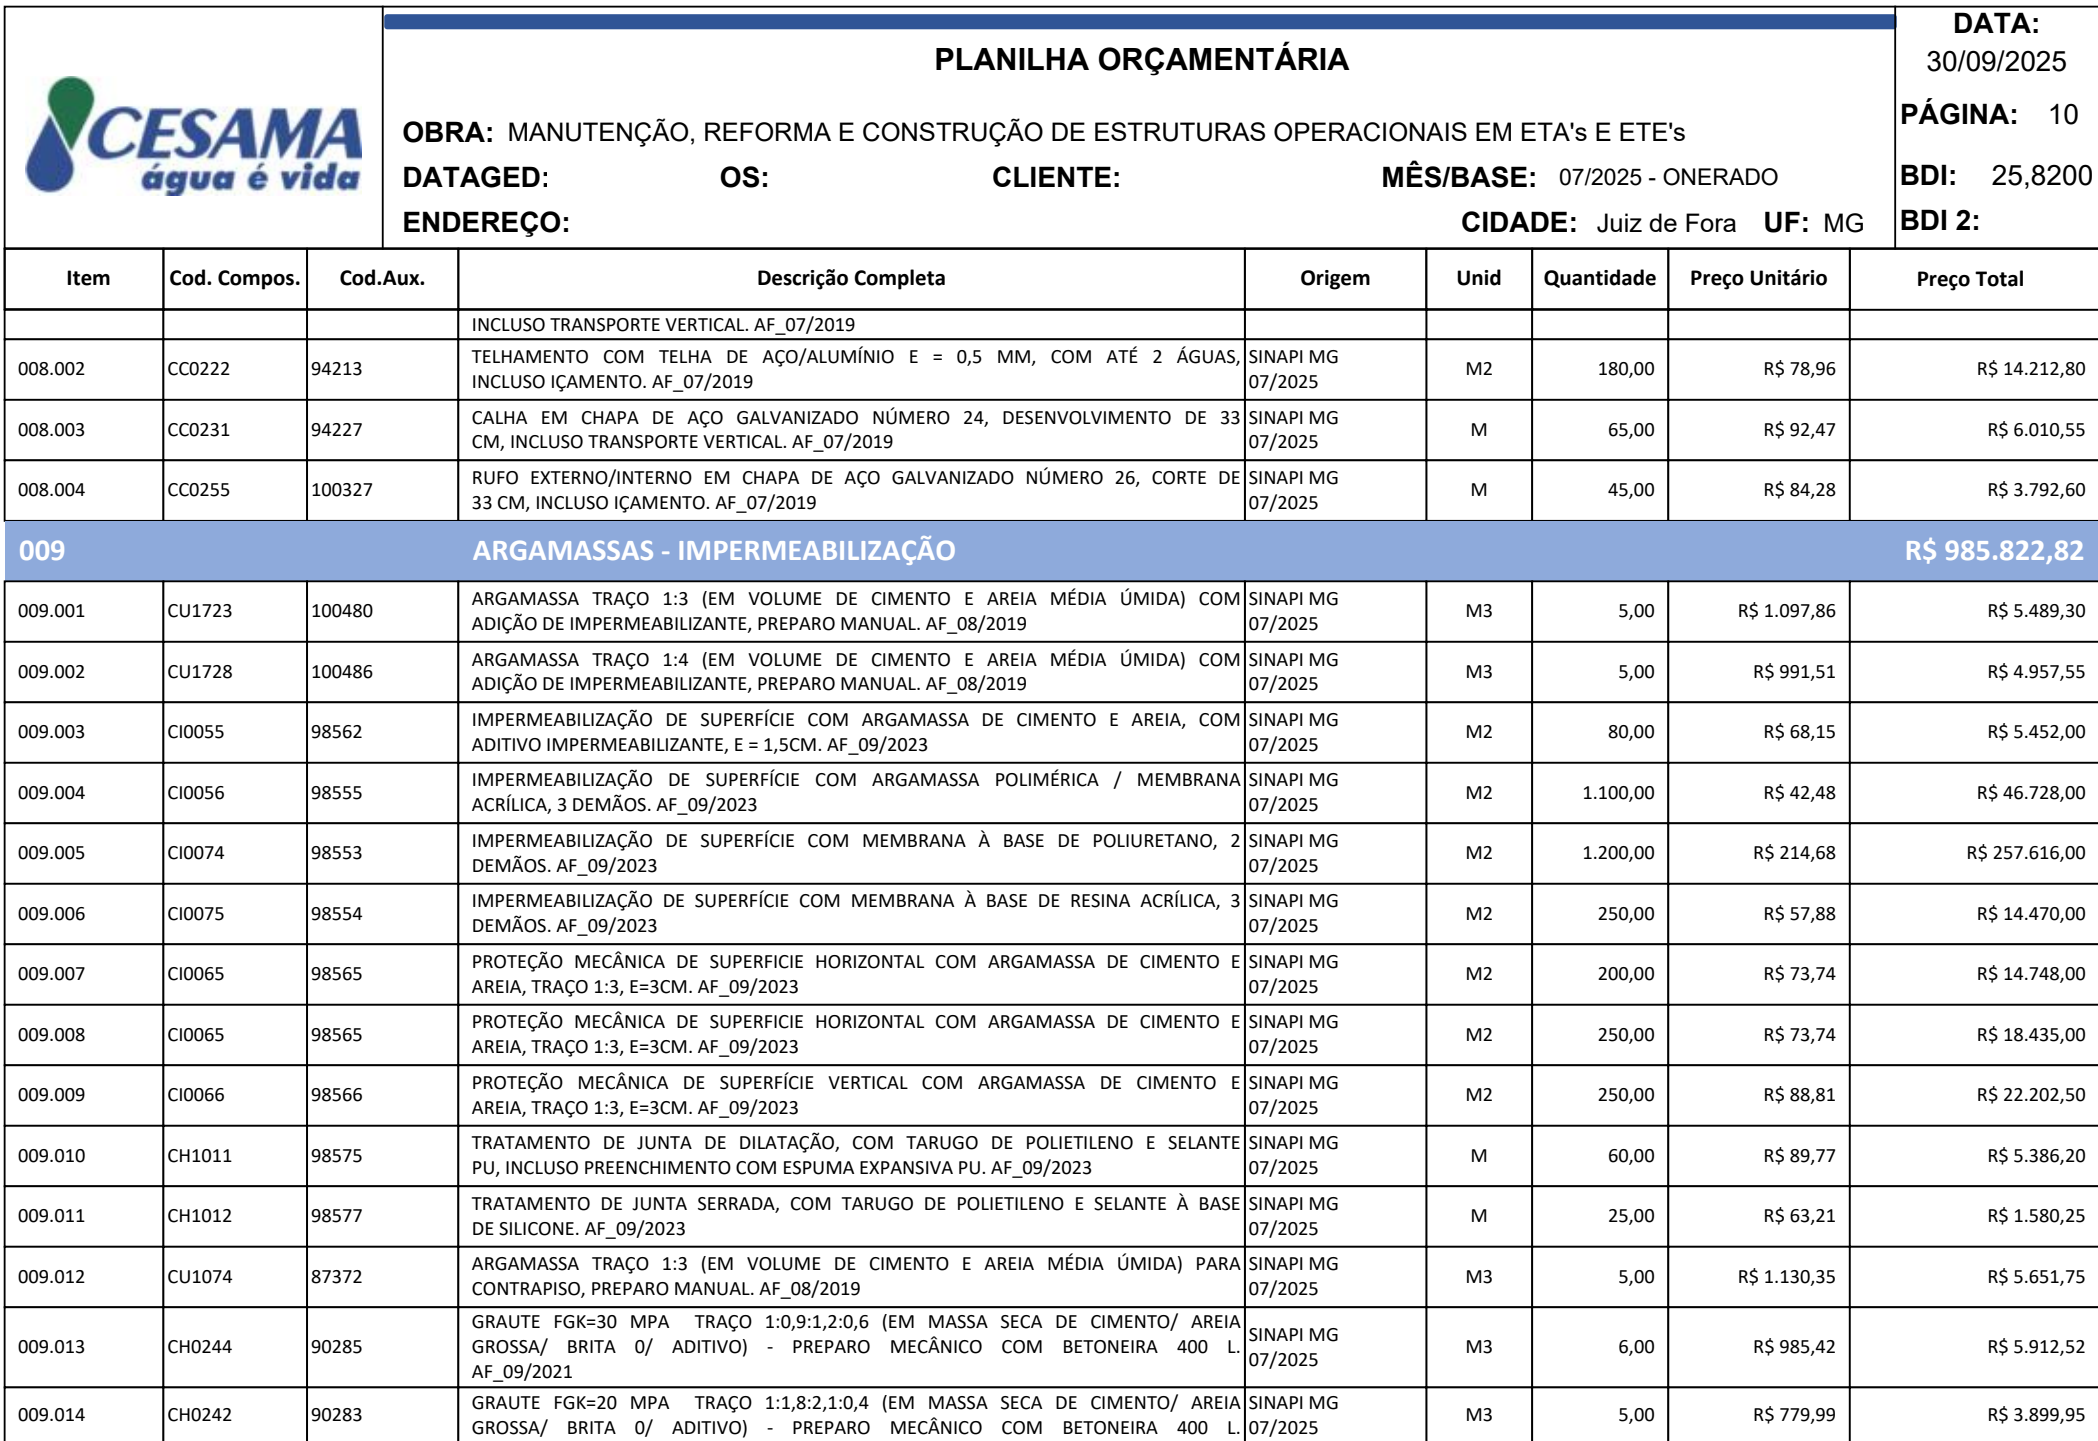 CESAMA
água é vida
PLANILHA ORÇAMENTÁRIA
OBRA: MANUTENÇÃO, REFORMA E CONSTRUÇÃO DE ESTRUTURAS OPERACIONAIS EM ETA's E ETE's
DATAGED: OS: CLIENTE: MÊS/BASE: 07/2025 - ONERADO
ENDEREÇO: CIDADE: Juiz de Fora UF: MG
DATA:
30/09/2025
PÁGINA: 10
BDI: 25,8200
BDI 2:
Item Cod. Compos. Cod.Aux. Descrição Completa Origem Unid Quantidade Preço Unitário Preço Total
INCLUSO TRANSPORTE VERTICAL. AF_07/2019
008.002 CC0222 94213 TELHAMENTO COM TELHA DE AÇO/ALUMÍNIO E = 0,5 MM, COM ATÉ 2 ÁGUAS, SINAPI MG M2 180,00 R$ 78,96 R$ 14.212,80
INCLUSO IÇAMENTO. AF_07/2019 07/2025
008.003 CC0231 94227 CALHA EM CHAPA DE AÇO GALVANIZADO NÚMERO 24, DESENVOLVIMENTO DE 33 SINAPI MG M 65,00 R$ 92,47 R$ 6.010,55
CM, INCLUSO TRANSPORTE VERTICAL. AF_07/2019 07/2025
008.004 CC0255 100327 RUFO EXTERNO/INTERNO EM CHAPA DE AÇO GALVANIZADO NÚMERO 26, CORTE DE SINAPI MG M 45,00 R$ 84,28 R$ 3.792,60
33 CM, INCLUSO IÇAMENTO. AF_07/2019 07/2025
009 ARGAMASSAS - IMPERMEABILIZAÇÃO R$ 985.822,82
009.001 CU1723 100480 ARGAMASSA TRAÇO 1:3 (EM VOLUME DE CIMENTO E AREIA MÉDIA ÚMIDA) COM SINAPI MG M3 5,00 R$ 1.097,86 R$ 5.489,30
ADIÇÃO DE IMPERMEABILIZANTE, PREPARO MANUAL. AF_08/2019 07/2025
009.002 CU1728 100486 ARGAMASSA TRAÇO 1:4 (EM VOLUME DE CIMENTO E AREIA MÉDIA ÚMIDA) COM SINAPI MG M3 5,00 R$ 991,51 R$ 4.957,55
ADIÇÃO DE IMPERMEABILIZANTE, PREPARO MANUAL. AF_08/2019 07/2025
009.003 CI0055 98562 IMPERMEABILIZAÇÃO DE SUPERFÍCIE COM ARGAMASSA DE CIMENTO E AREIA, COM SINAPI MG M2 80,00 R$ 68,15 R$ 5.452,00
ADITIVO IMPERMEABILIZANTE, E = 1,5CM. AF_09/2023 07/2025
009.004 CI0056 98555 IMPERMEABILIZAÇÃO DE SUPERFÍCIE COM ARGAMASSA POLIMÉRICA / MEMBRANA SINAPI MG M2 1.100,00 R$ 42,48 R$ 46.728,00
ACRÍLICA, 3 DEMÃOS. AF_09/2023 07/2025
009.005 CI0074 98553 IMPERMEABILIZAÇÃO DE SUPERFÍCIE COM MEMBRANA À BASE DE POLIURETANO, 2 SINAPI MG M2 1.200,00 R$ 214,68 R$ 257.616,00
DEMÃOS. AF_09/2023 07/2025
009.006 CI0075 98554 IMPERMEABILIZAÇÃO DE SUPERFÍCIE COM MEMBRANA À BASE DE RESINA ACRÍLICA, 3 SINAPI MG M2 250,00 R$ 57,88 R$ 14.470,00
DEMÃOS. AF_09/2023 07/2025
009.007 CI0065 98565 PROTEÇÃO MECÂNICA DE SUPERFICIE HORIZONTAL COM ARGAMASSA DE CIMENTO E SINAPI MG M2 200,00 R$ 73,74 R$ 14.748,00
AREIA, TRAÇO 1:3, E=3CM. AF_09/2023 07/2025
009.008 CI0065 98565 PROTEÇÃO MECÂNICA DE SUPERFICIE HORIZONTAL COM ARGAMASSA DE CIMENTO E SINAPI MG M2 250,00 R$ 73,74 R$ 18.435,00
AREIA, TRAÇO 1:3, E=3CM. AF_09/2023 07/2025
009.009 CI0066 98566 PROTEÇÃO MECÂNICA DE SUPERFÍCIE VERTICAL COM ARGAMASSA DE CIMENTO E SINAPI MG M2 250,00 R$ 88,81 R$ 22.202,50
AREIA, TRAÇO 1:3, E=3CM. AF_09/2023 07/2025
009.010 CH1011 98575 TRATAMENTO DE JUNTA DE DILATAÇÃO, COM TARUGO DE POLIETILENO E SELANTE SINAPI MG M 60,00 R$ 89,77 R$ 5.386,20
PU, INCLUSO PREENCHIMENTO COM ESPUMA EXPANSIVA PU. AF_09/2023 07/2025
009.011 CH1012 98577 TRATAMENTO DE JUNTA SERRADA, COM TARUGO DE POLIETILENO E SELANTE À BASE SINAPI MG M 25,00 R$ 63,21 R$ 1.580,25
DE SILICONE. AF_09/2023 07/2025
009.012 CU1074 87372 ARGAMASSA TRAÇO 1:3 (EM VOLUME DE CIMENTO E AREIA MÉDIA ÚMIDA) PARA SINAPI MG M3 5,00 R$ 1.130,35 R$ 5.651,75
CONTRAPISO, PREPARO MANUAL. AF_08/2019 07/2025
009.013 CH0244 90285 GRAUTE FGK=30 MPA TRAÇO 1:0,9:1,2:0,6 (EM MASSA SECA DE CIMENTO/ AREIA SINAPI MG M3 6,00 R$ 985,42 R$ 5.912,52
GROSSA/ BRITA 0/ ADITIVO) - PREPARO MECÂNICO COM BETONEIRA 400 L. 07/2025
AF_09/2021
009.014 CH0242 90283 GRAUTE FGK=20 MPA TRAÇO 1:1,8:2,1:0,4 (EM MASSA SECA DE CIMENTO/ AREIA SINAPI MG M3 5,00 R$ 779,99 R$ 3.899,95
GROSSA/ BRITA 0/ ADITIVO) - PREPARO MECÂNICO COM BETONEIRA 400 L. 07/2025